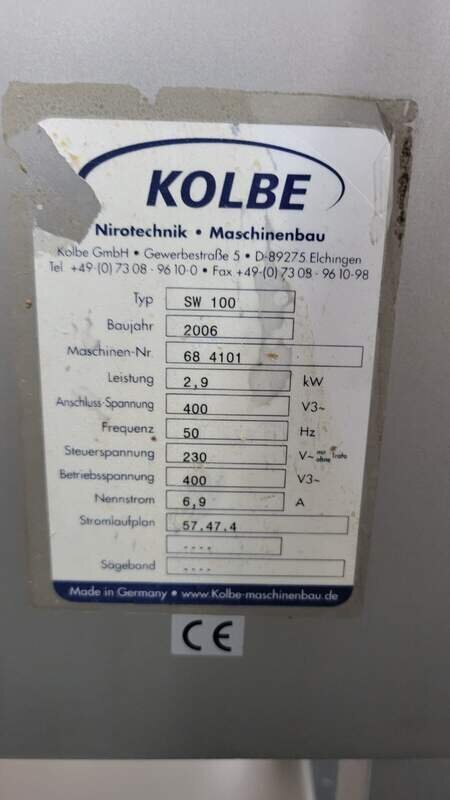 KOLBE
Nirotechnik • Maschinenbau
Kolbe GmbH • Gewerbestraße 5 • D-89275 Elchingen
Tel. +49-(0) 73 08 - 96 10-0 • Fax +49-(0) 73 08 - 96 10-98
Typ SW 100
Baujahr 2006
Maschinen-Nr. 68 4101
Leistung 2,9 kW
Anschluss-Spannung 400 V3~
Frequenz 50 Hz
Steuerspannung 230 V~ mit ohne Trafo
Betriebsspannung 400 V3~
Nennstrom 6,9 A
Stromlaufplan 57.47.4
----
Sägeband ----
Made in Germany • www.Kolbe-maschinenbau.de
CE